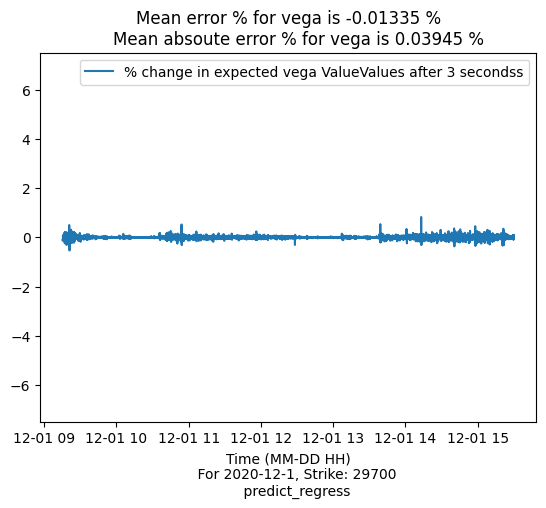 Mean error % for vega is -0.01335 %
Mean absoute error % for vega is 0.03945 %
% change in expected vega ValueValues after 3 secondss
6
4
2
0
−2
−4
−6
12-01 09 12-01 10 12-01 11 12-01 12 12-01 13 12-01 14 12-01 15
Time (MM-DD HH)
For 2020-12-1, Strike: 29700
predict_regress